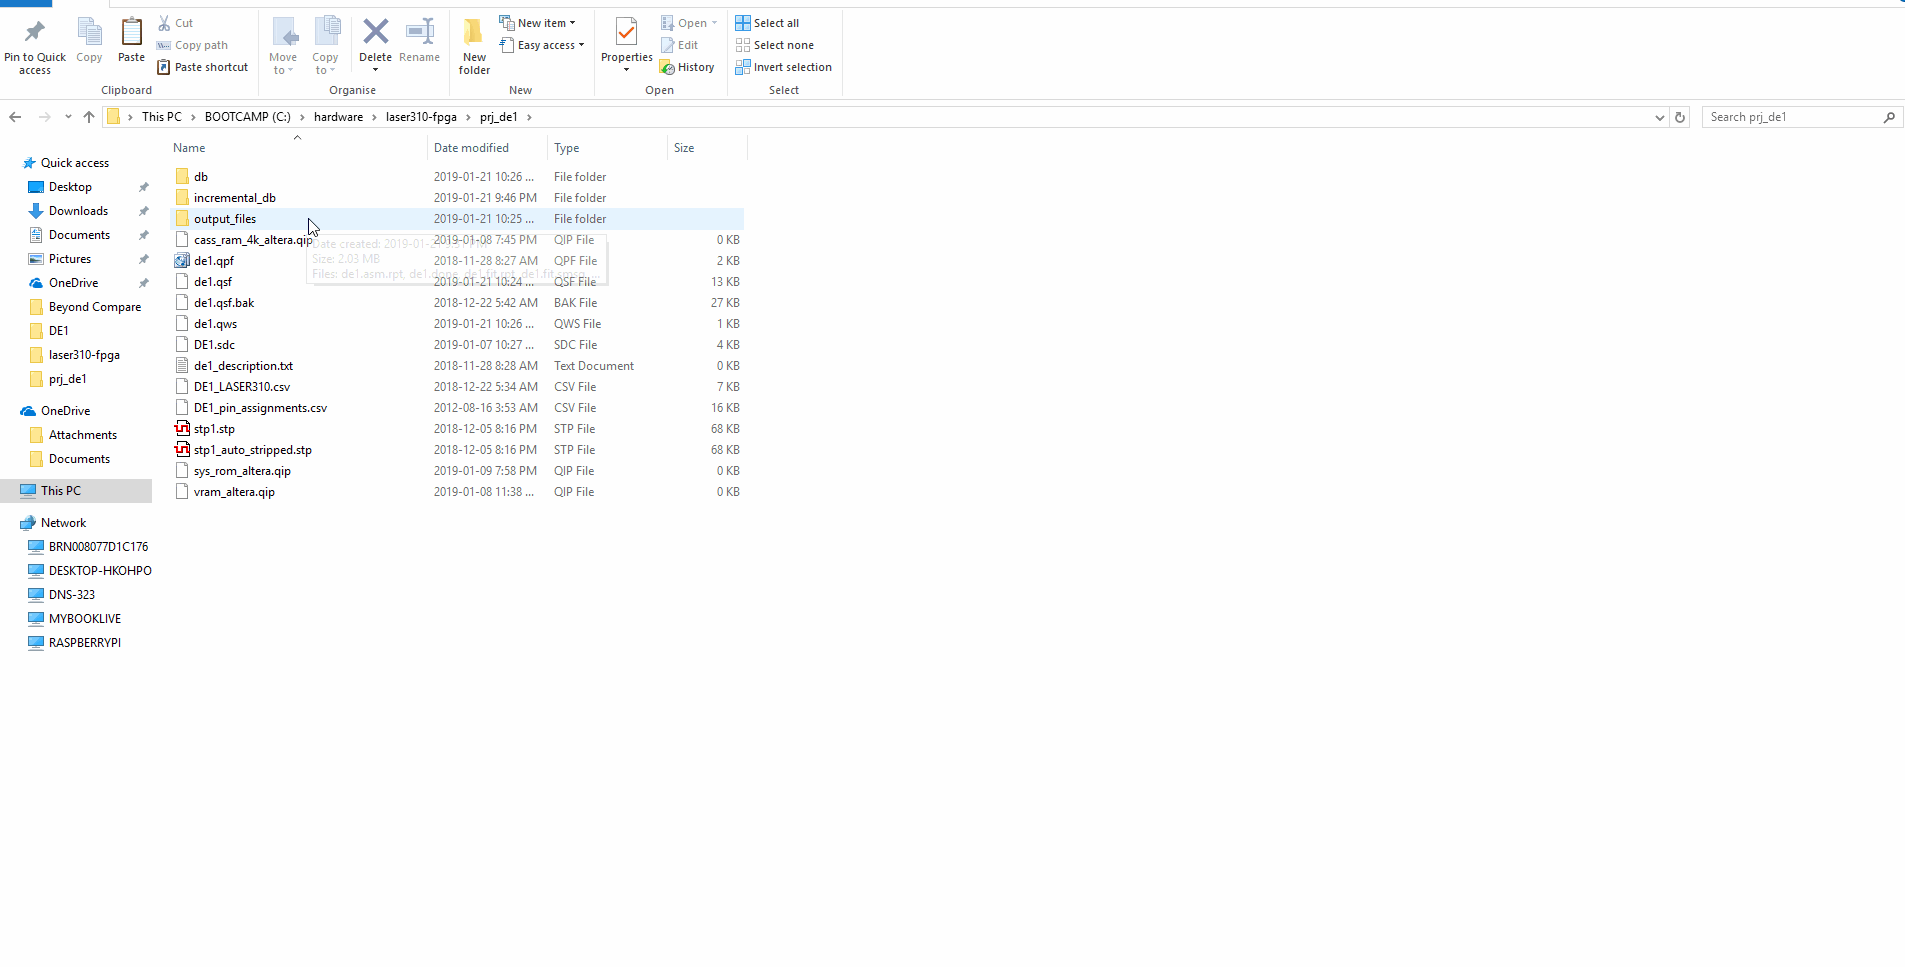 Pin to Quick access
Copy
Paste
Cut
Copy path
Paste shortcut
Clipboard
Move to
Copy to
Delete
Rename
Organise
New folder
New item
Easy access
New
Properties
Open
Edit
History
Open
Select all
Select none
Invert selection
Select
This PC > BOOTCAMP (C:) > hardware > laser310-fpga > prj_de1 >
Search prj_de1
Quick access
Desktop
Downloads
Documents
Pictures
OneDrive
Beyond Compare
DE1
laser310-fpga
prj_de1
OneDrive
Attachments
Documents
This PC
Network
BRN008077D1C176
DESKTOP-HKOHPO
DNS-323
MYBOOKLIVE
RASPBERRYPI
Name Date modified Type Size
db 2019-01-21 10:26 ... File folder
incremental_db 2019-01-21 9:46 PM File folder
output_files 2019-01-21 10:25 ... File folder
cass_ram_4k_altera.qip 2019-01-08 7:45 PM QIP File 0 KB
de1.qpf 2018-11-28 8:27 AM QPF File 2 KB
de1.qsf 2019-01-21 10:24 ... QSF File 13 KB
de1.qsf.bak 2018-12-22 5:42 AM BAK File 27 KB
de1.qws 2019-01-21 10:26 ... QWS File 1 KB
DE1.sdc 2019-01-07 10:27 ... SDC File 4 KB
de1_description.txt 2018-11-28 8:28 AM Text Document 0 KB
DE1_LASER310.csv 2018-12-22 5:34 AM CSV File 7 KB
DE1_pin_assignments.csv 2012-08-16 3:53 AM CSV File 16 KB
stp1.stp 2018-12-05 8:16 PM STP File 68 KB
stp1_auto_stripped.stp 2018-12-05 8:16 PM STP File 68 KB
sys_rom_altera.qip 2019-01-09 7:58 PM QIP File 0 KB
vram_altera.qip 2019-01-08 11:38 ... QIP File 0 KB
Date created: 2019-01-
Size: 2.03 MB
Files: de1.asm.rpt, de1.done, de1.fit.rpt, de1.fit.smsg, ...